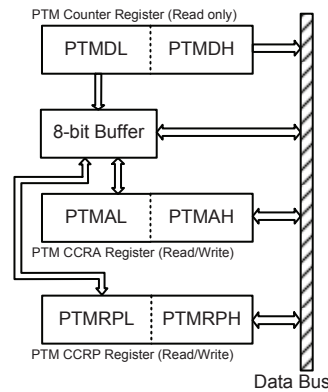 PTM Counter Register (Read only)
PTMDL PTMDH
8-bit Buffer
PTMAL PTMAH
PTM CCRA Register (Read/Write)
PTMRPL PTMRPH
PTM CCRP Register (Read/Write)
Data Bus